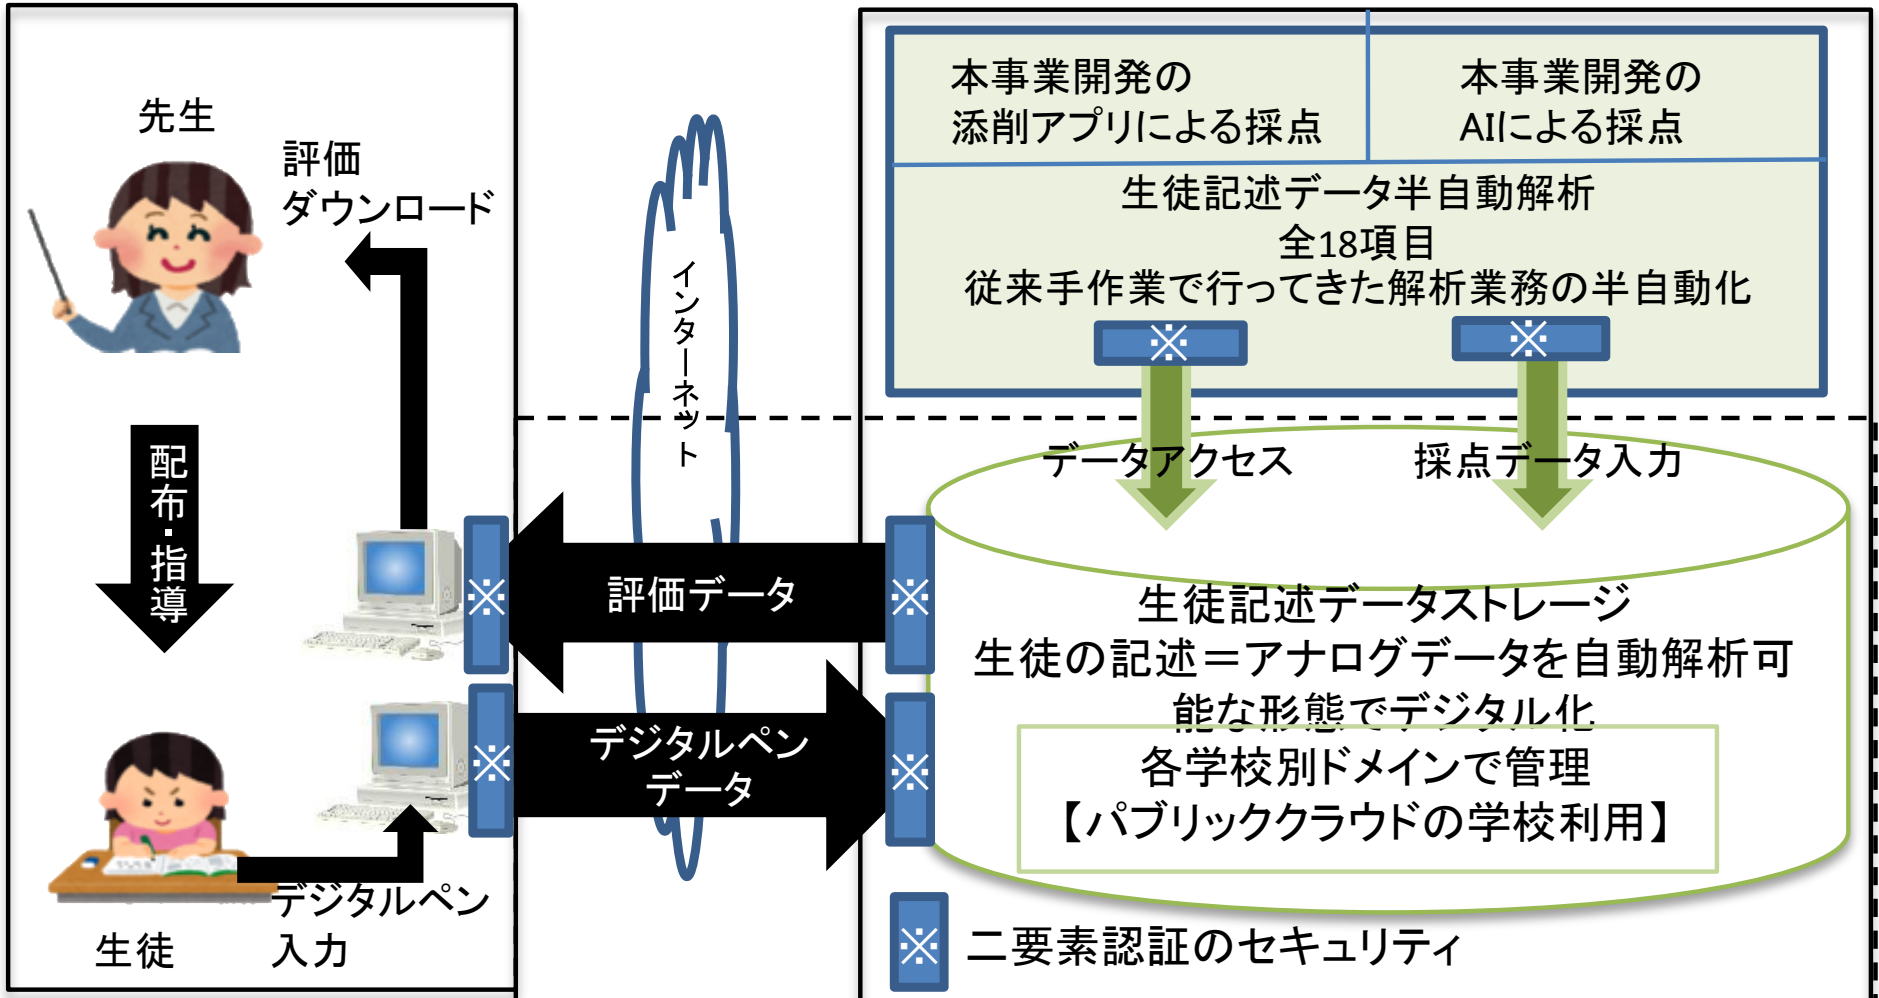 先生
評価
ダウンロード
配布・指導
生徒
デジタルペン
入力
※
※
インターネット
評価データ
デジタルペン
データ
※
※
本事業開発の
添削アプリによる採点
本事業開発の
AIによる採点
生徒記述データ半自動解析
全18項目
従来手作業で行ってきた解析業務の半自動化
※
※
データアクセス
採点データ入力
生徒記述データストレージ
生徒の記述＝アナログデータを自動解析可
能な形態でデジタル化
各学校別ドメインで管理
【パブリッククラウドの学校利用】
※
二要素認証のセキュリティ